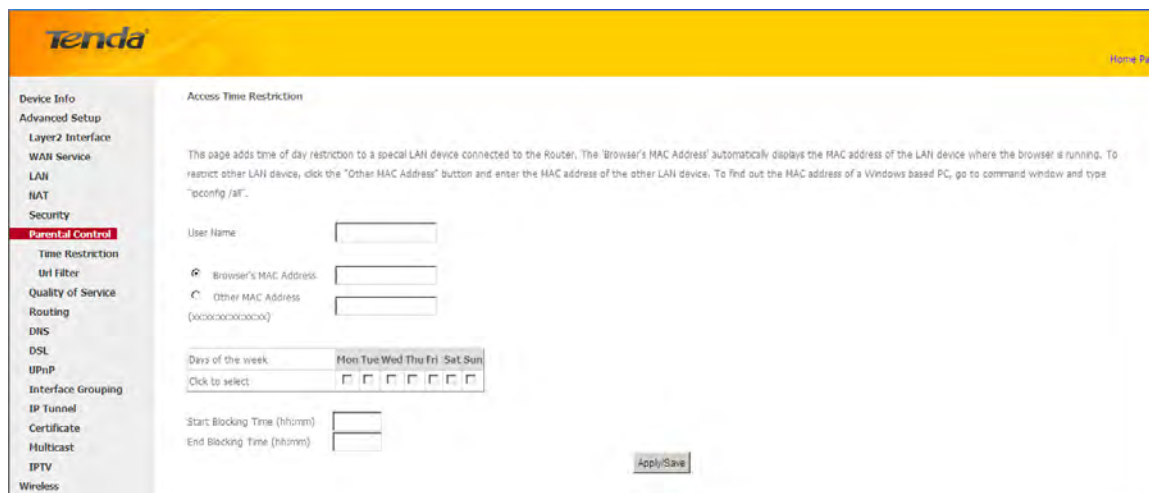 Tenda
Home Pa
Device Info
Advanced Setup
Layer2 Interface
WAN Service
LAN
NAT
Security
Parental Control
Time Restriction
Url Filter
Quality of Service
Routing
DNS
DSL
UPnP
Interface Grouping
IP Tunnel
Certificate
Multicast
IPTV
Wireless
Access Time Restriction
This page adds time of day restriction to a special LAN device connected to the Router. The 'Browser's MAC Address' automatically displays the MAC address of the LAN device where the browser is running. To
restrict other LAN device, click the "Other MAC Address" button and enter the MAC address of the other LAN device. To find out the MAC address of a Windows based PC, go to command window and type
"ipconfig /all".
User Name
Browser's MAC Address
Other MAC Address
(xx:xx:xx:xx:xx:xx)
Days of the week Mon Tue Wed Thu Fri Sat Sun
Click to select
Start Blocking Time (hh:mm)
End Blocking Time (hh:mm)
Apply/Save